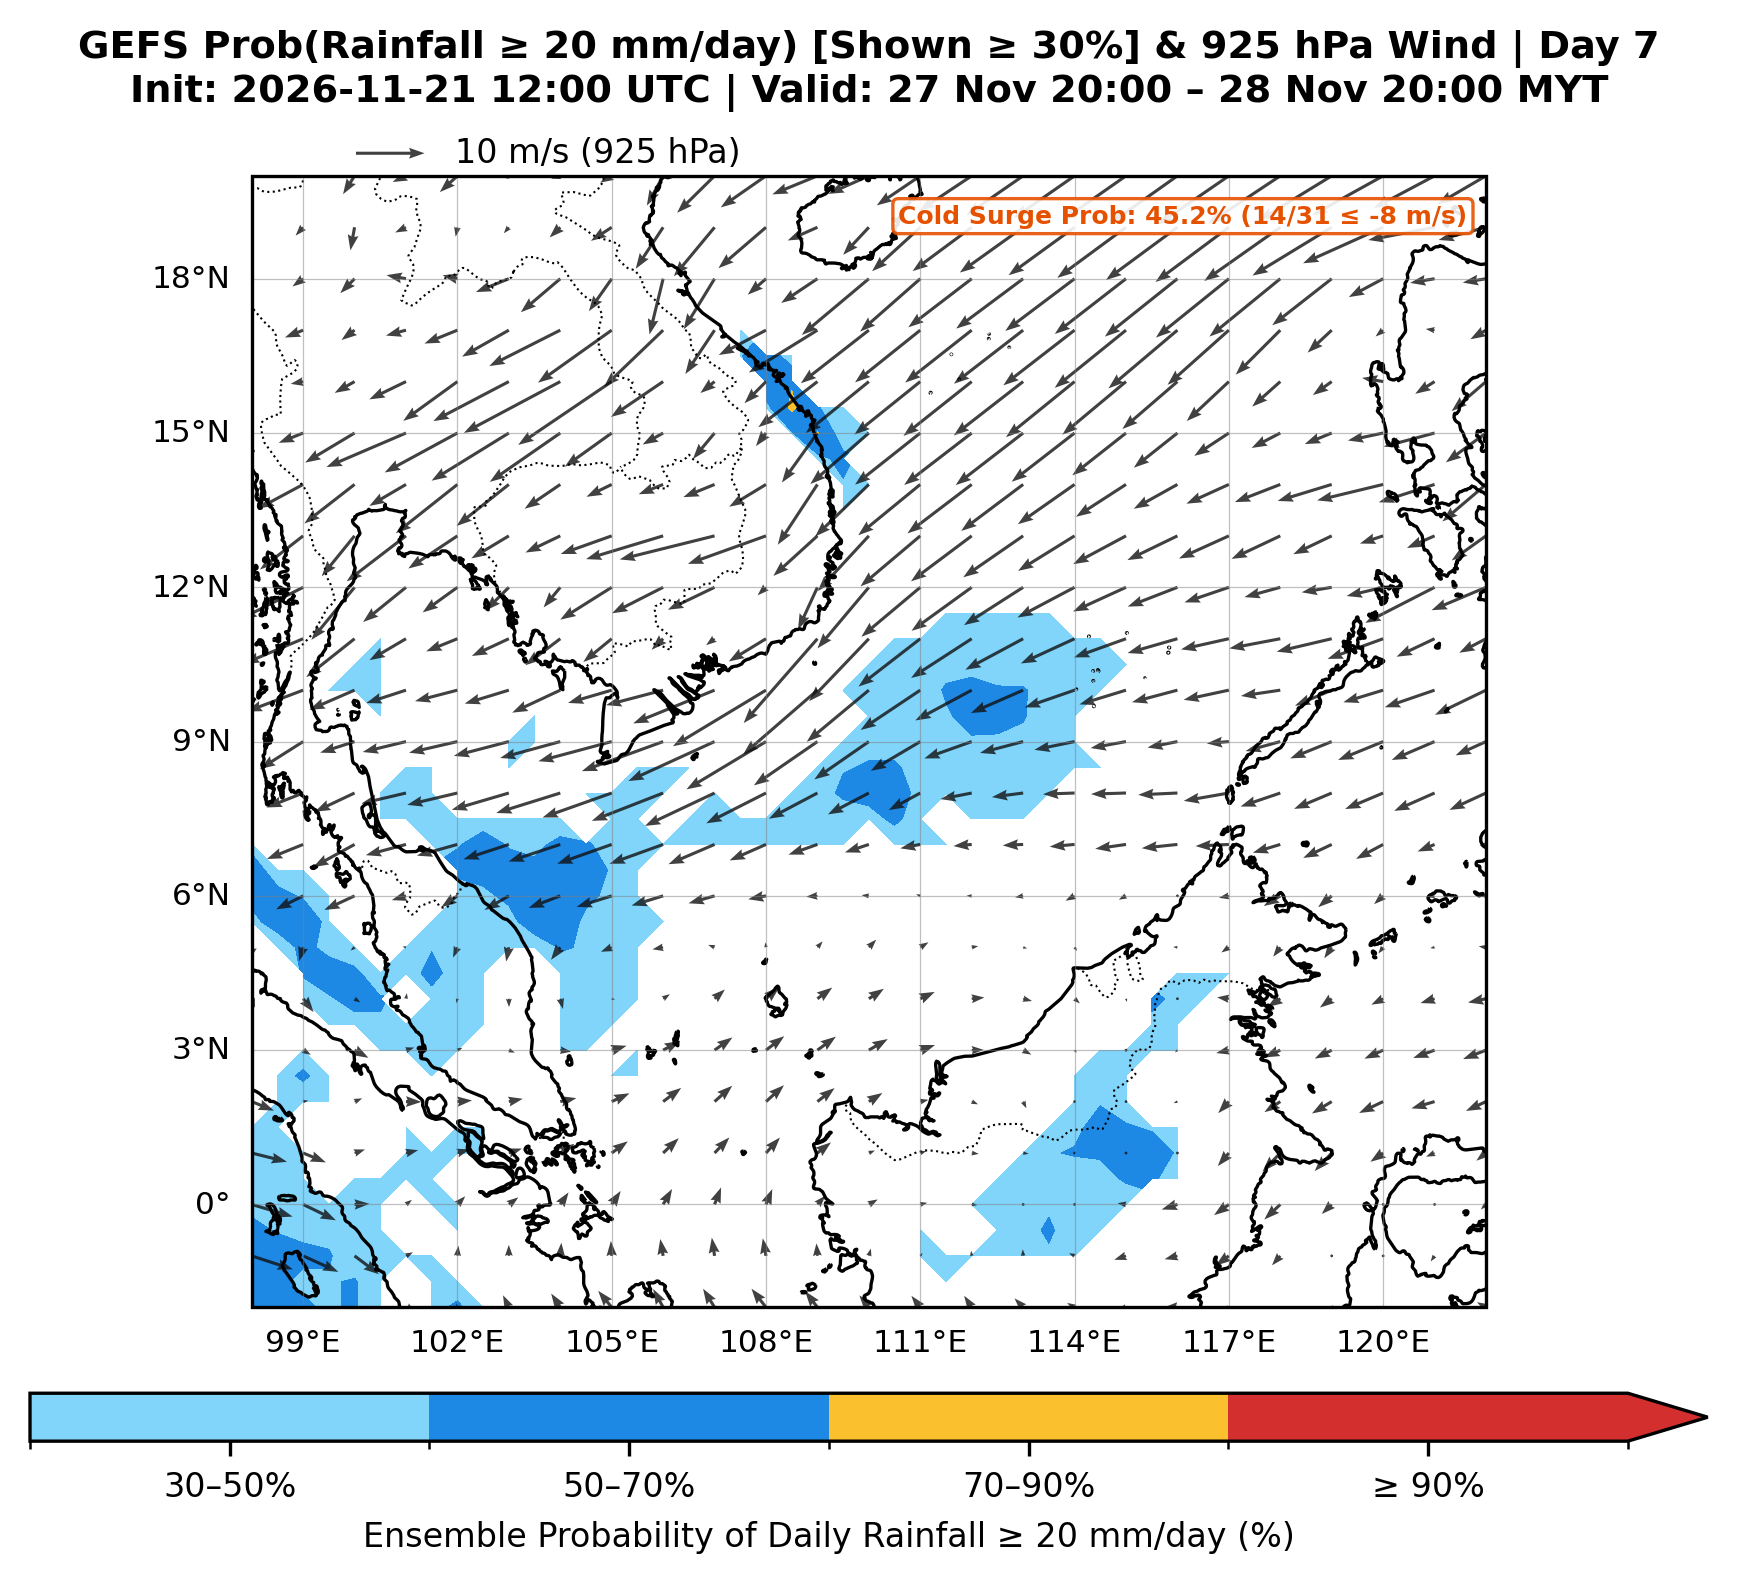 GEFS Prob(Rainfall ≥ 20 mm/day) [Shown ≥ 30%] & 925 hPa Wind | Day 7
Init: 2026-11-21 12:00 UTC | Valid: 27 Nov 20:00 – 28 Nov 20:00 MYT
10 m/s (925 hPa)
Cold Surge Prob: 45.2% (14/31 ≤ -8 m/s)
18°N
15°N
12°N
9°N
6°N
3°N
0°
99°E 102°E 105°E 108°E 111°E 114°E 117°E 120°E
30–50% 50–70% 70–90% ≥ 90%
Ensemble Probability of Daily Rainfall ≥ 20 mm/day (%)